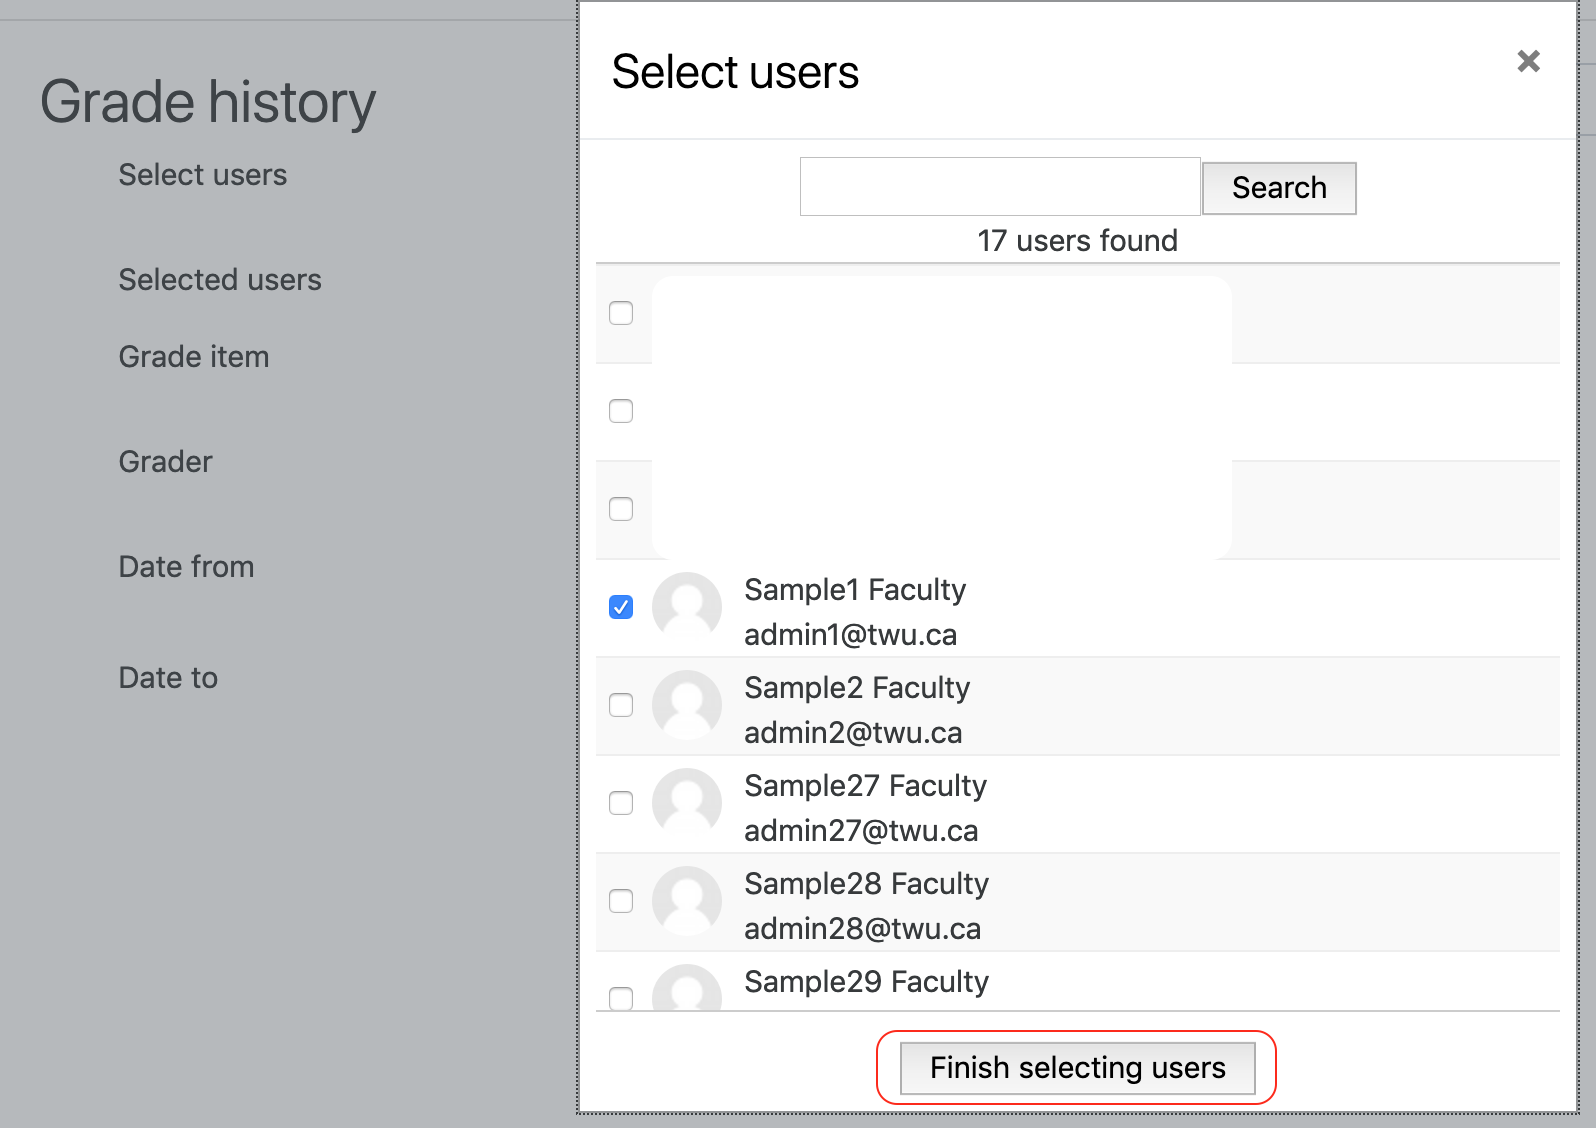 Grade history
Select users
Selected users
Grade item
Grader
Date from
Date to
Select users
Search
17 users found
Sample1 Faculty
admin1@twu.ca
Sample2 Faculty
admin2@twu.ca
Sample27 Faculty
admin27@twu.ca
Sample28 Faculty
admin28@twu.ca
Sample29 Faculty
Finish selecting users